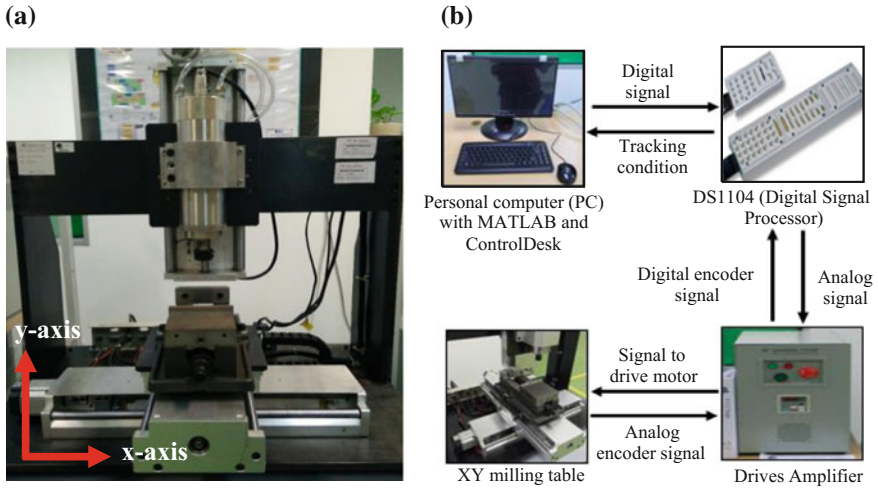 (a)
y-axis
x-axis
(b)
Digital
signal
Tracking
condition
Personal computer (PC)
with MATLAB and
ControlDesk
DS1104 (Digital Signal
Processor)
Digital encoder
signal
Analog
signal
Signal to
drive motor
Analog
encoder signal
XY milling table
Drives Amplifier